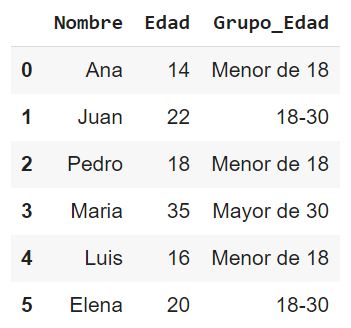 Nombre Edad Grupo_Edad
0 Ana 14 Menor de 18
1 Juan 22 18-30
2 Pedro 18 Menor de 18
3 Maria 35 Mayor de 30
4 Luis 16 Menor de 18
5 Elena 20 18-30